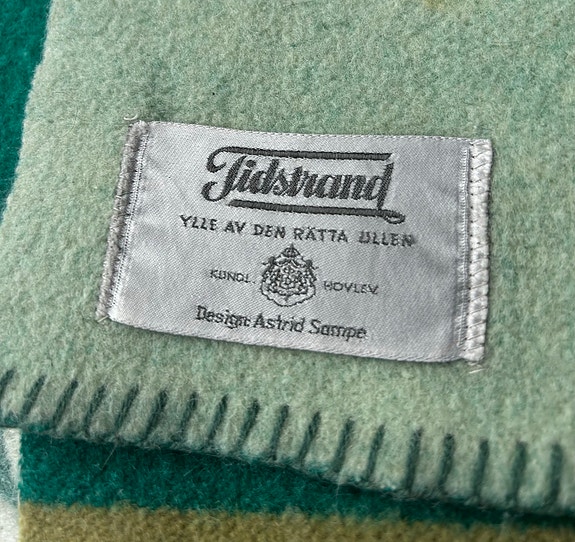 Tidstrand
YLLE AV DEN RÄTTA ULLEN
KUNGL. HOVLEV.
Design: Astrid Sampe